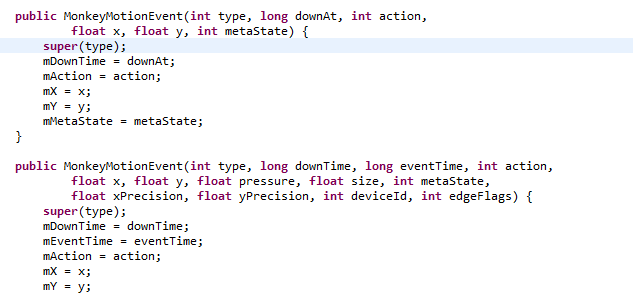 public MonkeyMotionEvent(int type, long downAt, int action,
float x, float y, int metaState) {
super(type);
mDownTime = downAt;
mAction = action;
mX = x;
mY = y;
mMetaState = metaState;
}
public MonkeyMotionEvent(int type, long downTime, long eventTime, int action,
float x, float y, float pressure, float size, int metaState,
float xPrecision, float yPrecision, int deviceId, int edgeFlags) {
super(type);
mDownTime = downTime;
mEventTime = eventTime;
mAction = action;
mX = x;
mY = y;